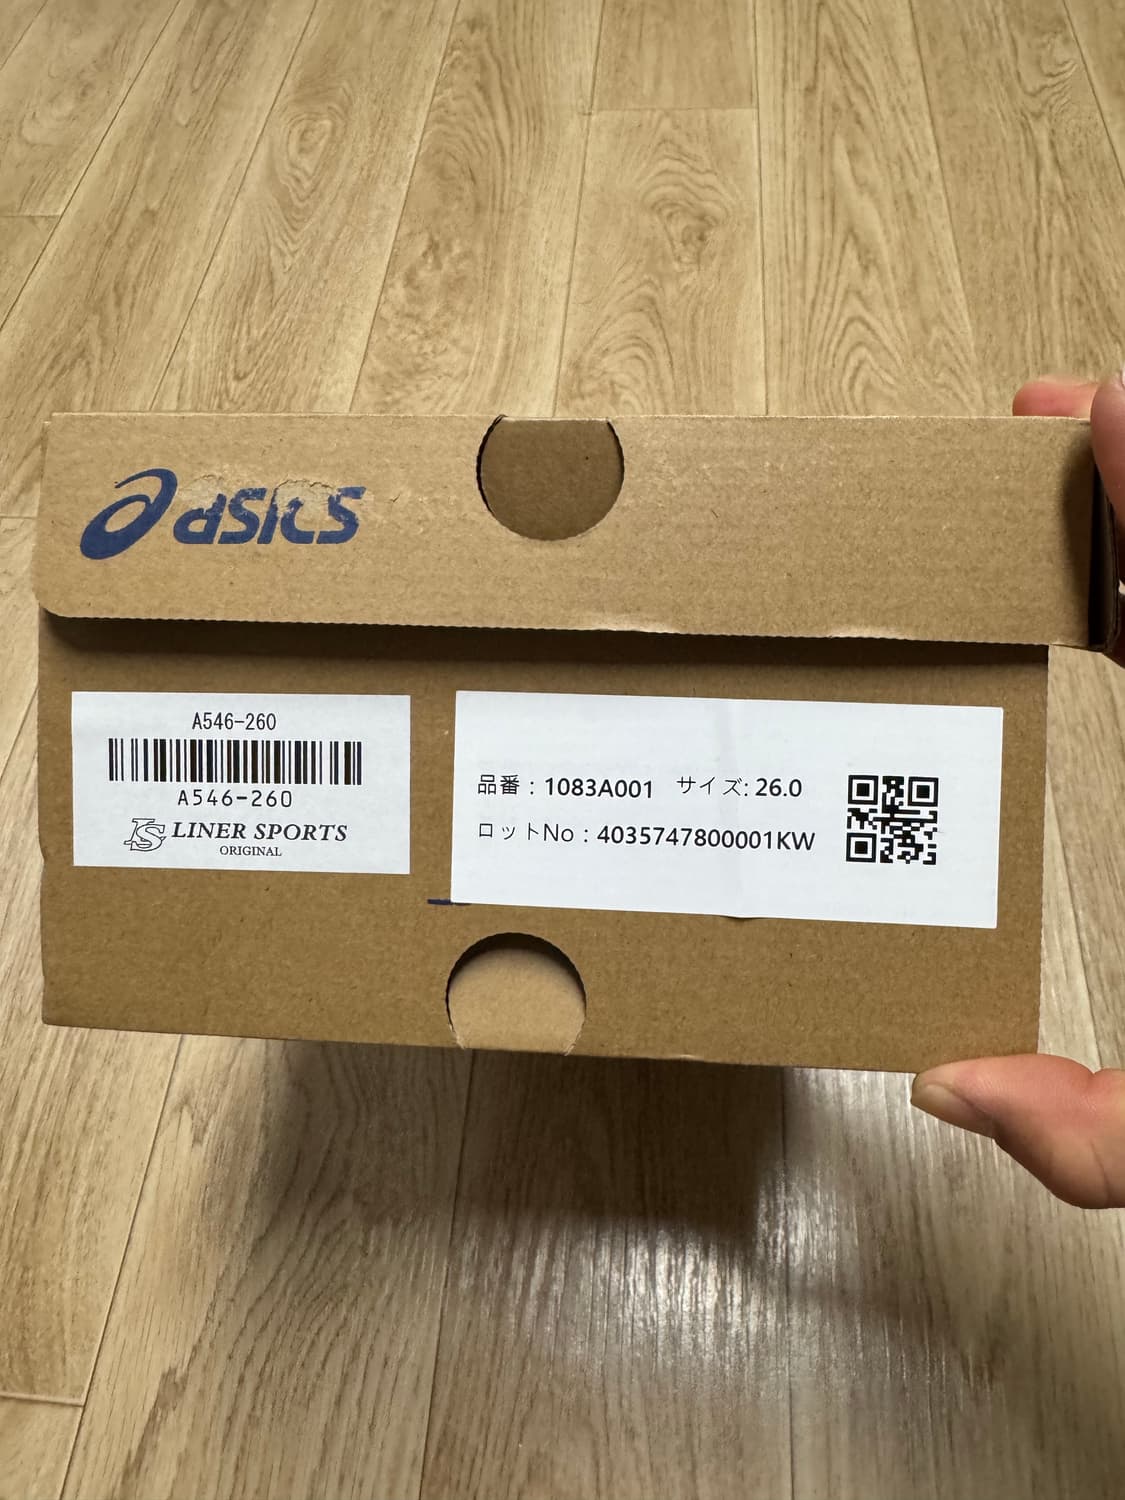 asics
A546-260
A546-260
LS LINER SPORTS
ORIGINAL
品番：1083A001 サイズ: 26.0
ロットNo：4035747800001KW